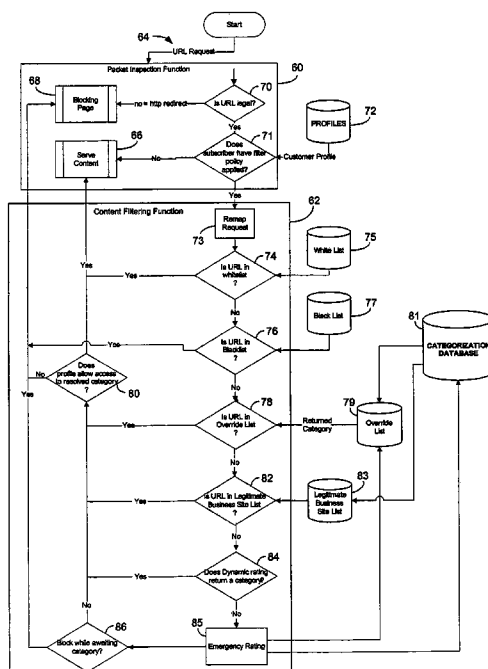 Start
64
URL Request
60
Packet Inspection Function
68
Blocking
Page
no = http redirect
70
Is URL legal?
Yes
72
PROFILES
66
Serve
Content
No
71
Does
subscriber have filter
policy
applied?
Customer Profile
Yes
62
Content Filtering Function
Remap
Request
73
74
Is URL in
whitelist
?
Yes
75
White List
No
76
Is URL in
Blacklist
?
Yes
77
Black List
81
CATEGORIZATION
DATABASE
Yes
No
Yes
Does
profile allow access
to resolved category
?
80
No
78
Is URL in
Override List
?
Yes
Returned
Category
79
Override
List
No
82
Is URL in Legitimate
Business Site List
?
Yes
83
Legitimate
Business
Site List
No
84
Does Dynamic rating
return a category?
Yes
No
No
86
Block while awaiting
category?
85
Emergency Rating